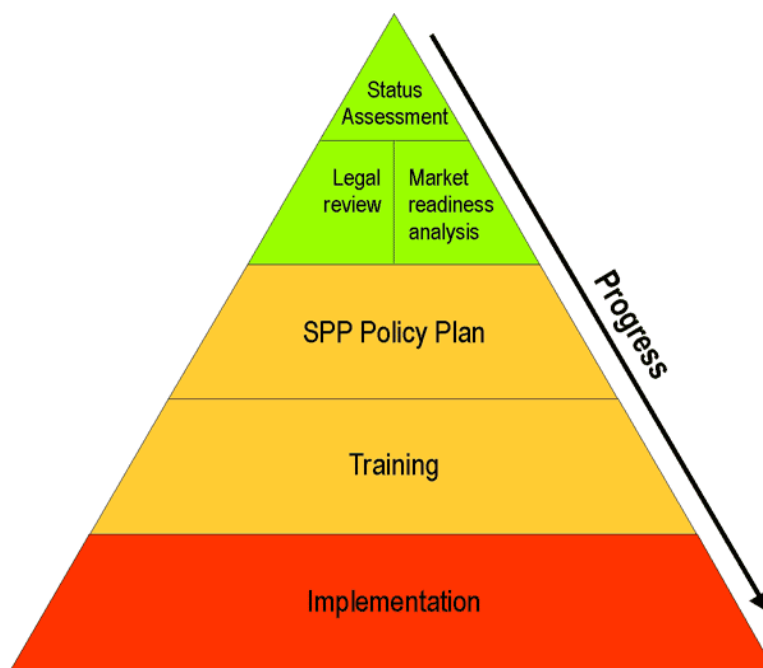 Status
Assessment
Legal
review
Market
readiness
analysis
SPP Policy Plan
Training
Implementation
Progress